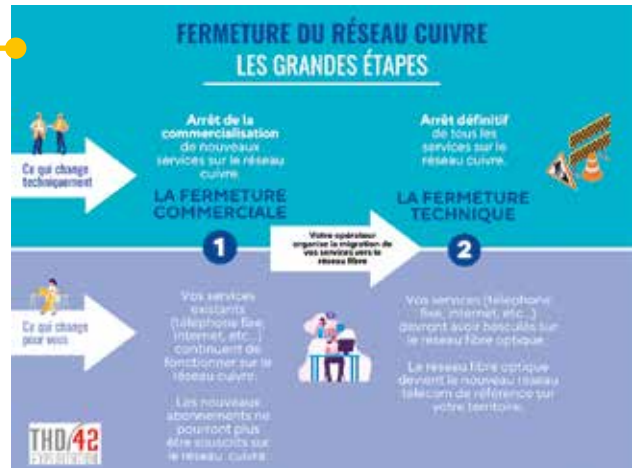 FERMETURE DU RÉSEAU CUIVRE
LES GRANDES ÉTAPES
Ce qui change
techniquement
Arrêt de la
commercialisation
de nouveaux
services sur le réseau
cuivre.
LA FERMETURE
COMMERCIALE
1
Votre opérateur
organise la migration de
vos services vers le
réseau fibre
Arrêt définitif
de tous les
services sur le
réseau cuivre.
LA FERMETURE
TECHNIQUE
2
Ce qui change
pour vous
Vos services
existants
(téléphone fixe,
internet, etc...)
continuent de
fonctionner sur le
réseau cuivre.
Les nouveaux
abonnements ne
pourront plus
être souscrits sur
le réseau cuivre.
Vos services (téléphone
fixe, internet, etc...)
devront avoir basculés sur
le réseau fibre optique.
Le réseau fibre optique
devient le nouveau réseau
télécom de référence sur
votre territoire.
THD/42
EXPLOITATION